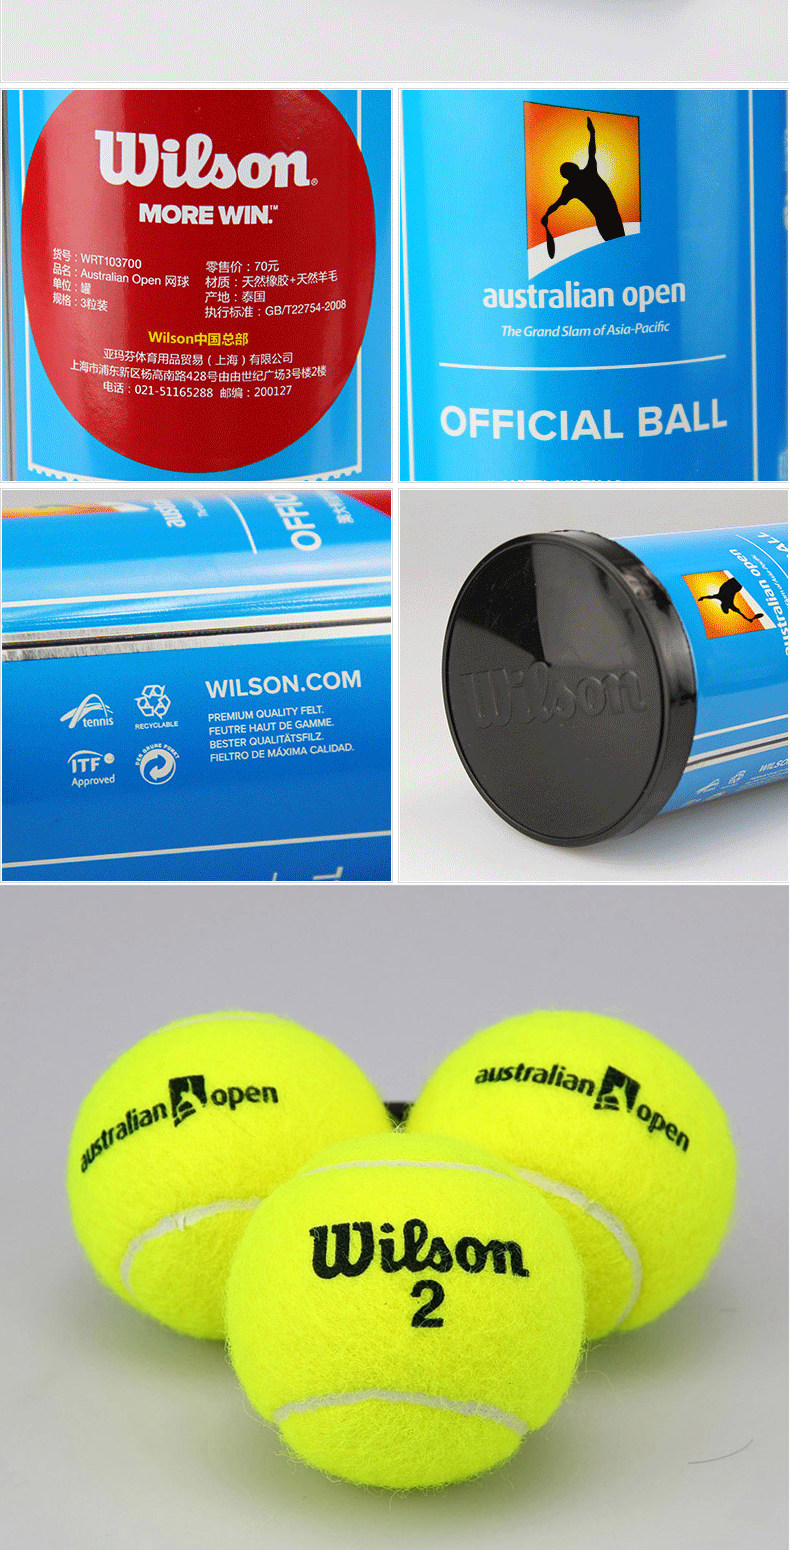 Wilson®
MORE WIN.™
货号：WRT103700
品名：Australian Open 网球
单位：罐
规格：3粒装
零售价：70元
材质：天然橡胶+天然羊毛
产地：泰国
执行标准：GB/T22754-2008
Wilson中国总部
亚玛芬体育用品贸易（上海）有限公司
上海市浦东新区杨高南路428号由由世纪广场3号楼2楼
电话：021-51165288 邮编：200127
australian open
The Grand Slam of Asia-Pacific
OFFICIAL BALL
OFFIC
tennis
RECYCLABLE
ITF
Approved
DER GRÜNE PUNKT
WILSON.COM
PREMIUM QUALITY FELT.
FEUTRE HAUT DE GAMME.
BESTER QUALITÄTSFILZ.
FIELTRO DE MÁXIMA CALIDAD.
Wilson
australian open
australian open
australian open
Wilson
2